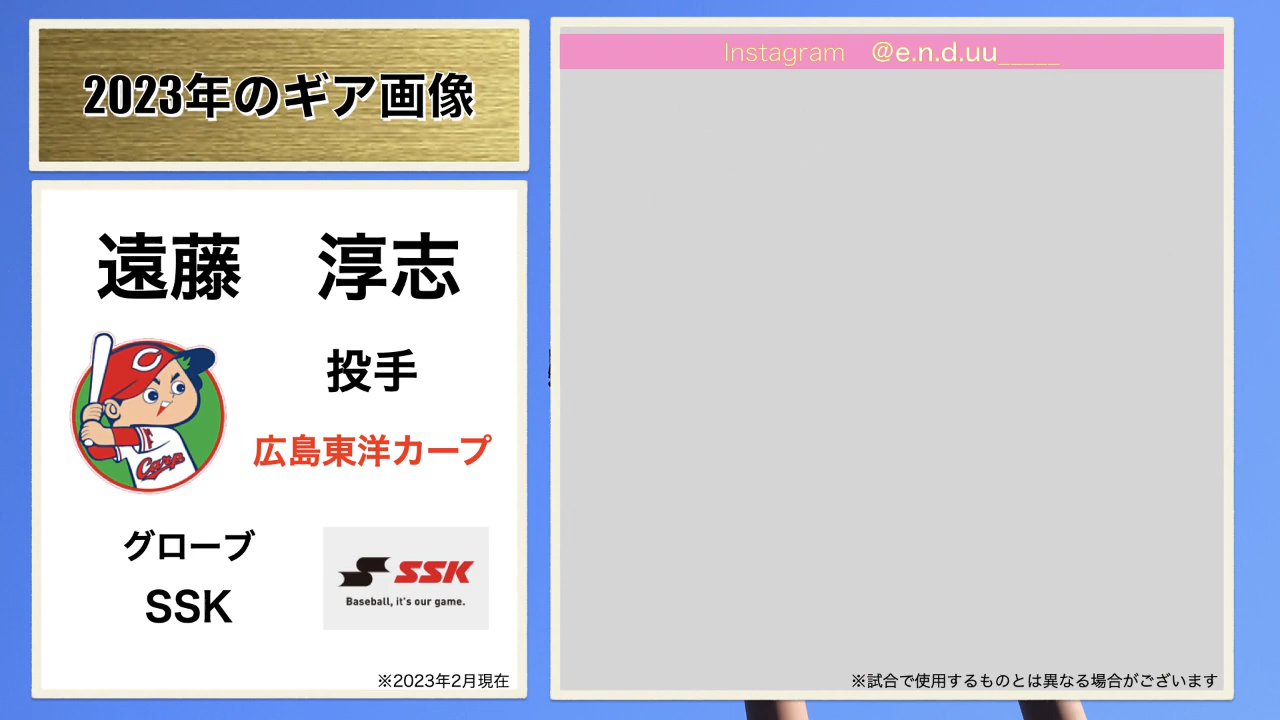 2023年のギア画像
遠藤　淳志
投手
広島東洋カープ
Carp
グローブ
SSK
SSK
Baseball, it's our game.
※2023年2月現在
Instagram　@e.n.d.uu_____
※試合で使用するものとは異なる場合がございます